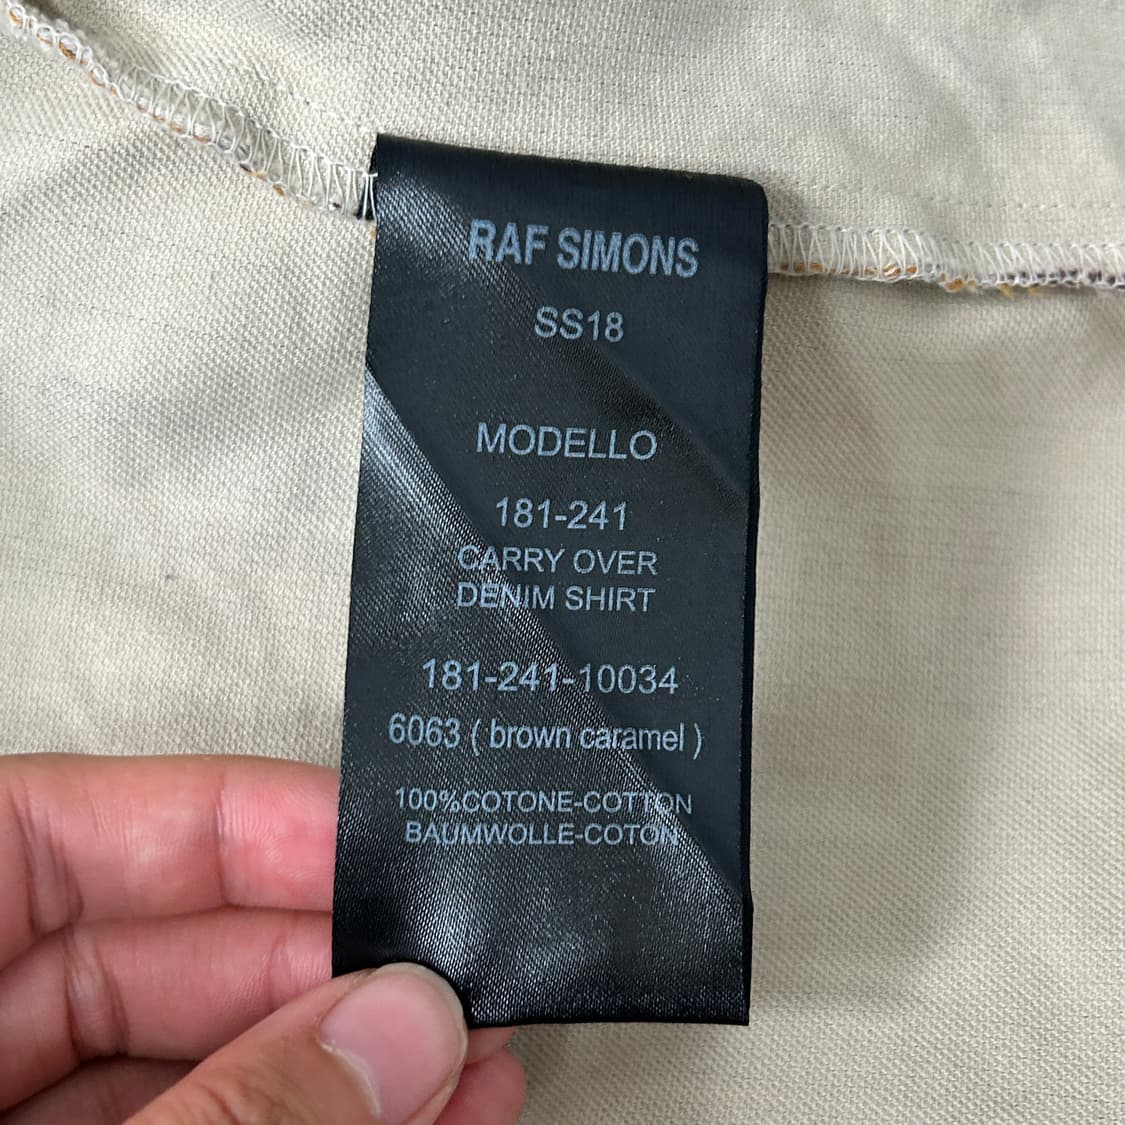 RAF SIMONS
SS18
MODELLO
181-241
CARRY OVER
DENIM SHIRT
181-241-10034
6063 ( brown caramel )
100%COTONE-COTTON
BAUMWOLLE-COTON